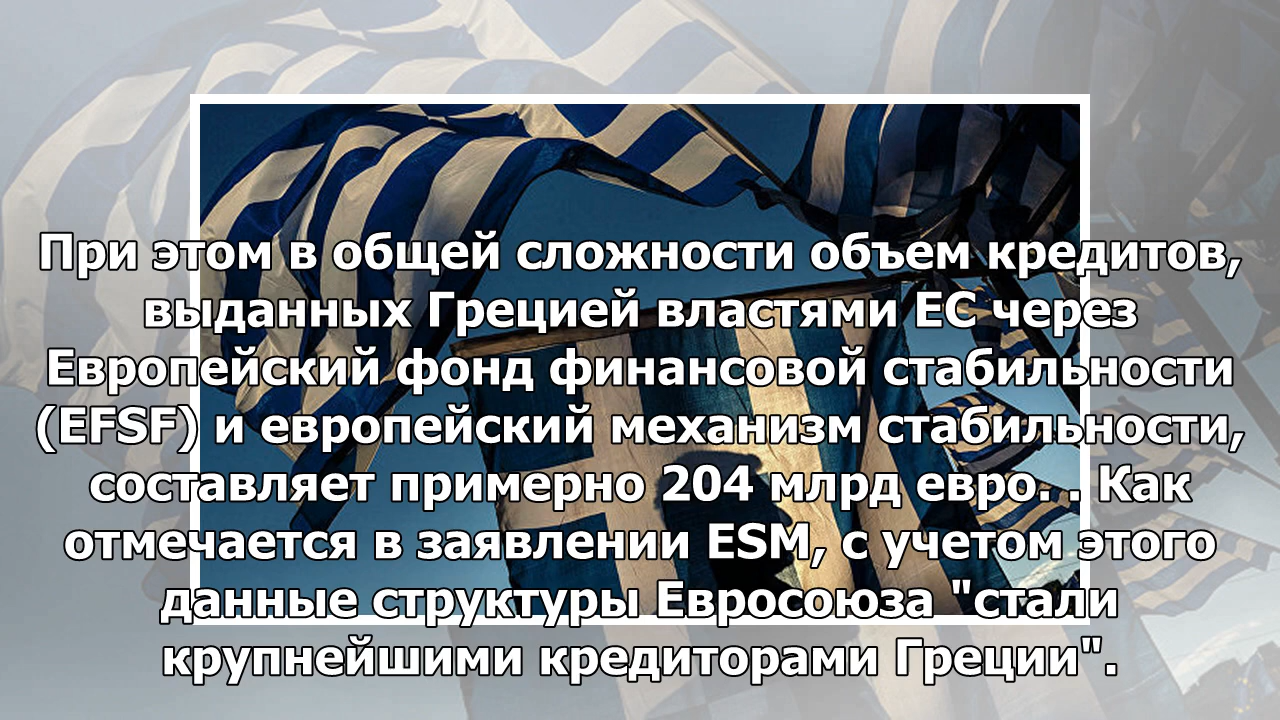 При этом в общей сложности объем кредитов,
выданных Грецией властями ЕС через
Европейский фонд финансовой стабильности
(EFSF) и европейский механизм стабильности,
составляет примерно 204 млрд евро. . Как
отмечается в заявлении ESM, с учетом этого
данные структуры Евросоюза "стали
крупнейшими кредиторами Греции".